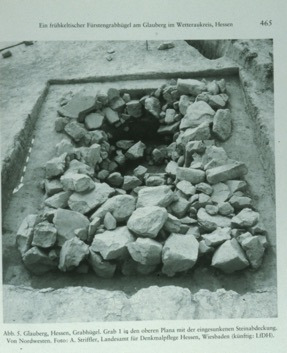 Ein frühkeltischer Fürstengrabhügel am Glauberg im Wetteraukreis, Hessen 465
Abb. 5. Glauberg, Hessen, Grabhügel. Grab 1 in den oberen Plana mit der eingesunkenen Steinabdeckung.
Von Nordwesten. Foto: A. Striffler, Landesamt für Denkmalpflege Hessen, Wiesbaden (künftig: LfDH).